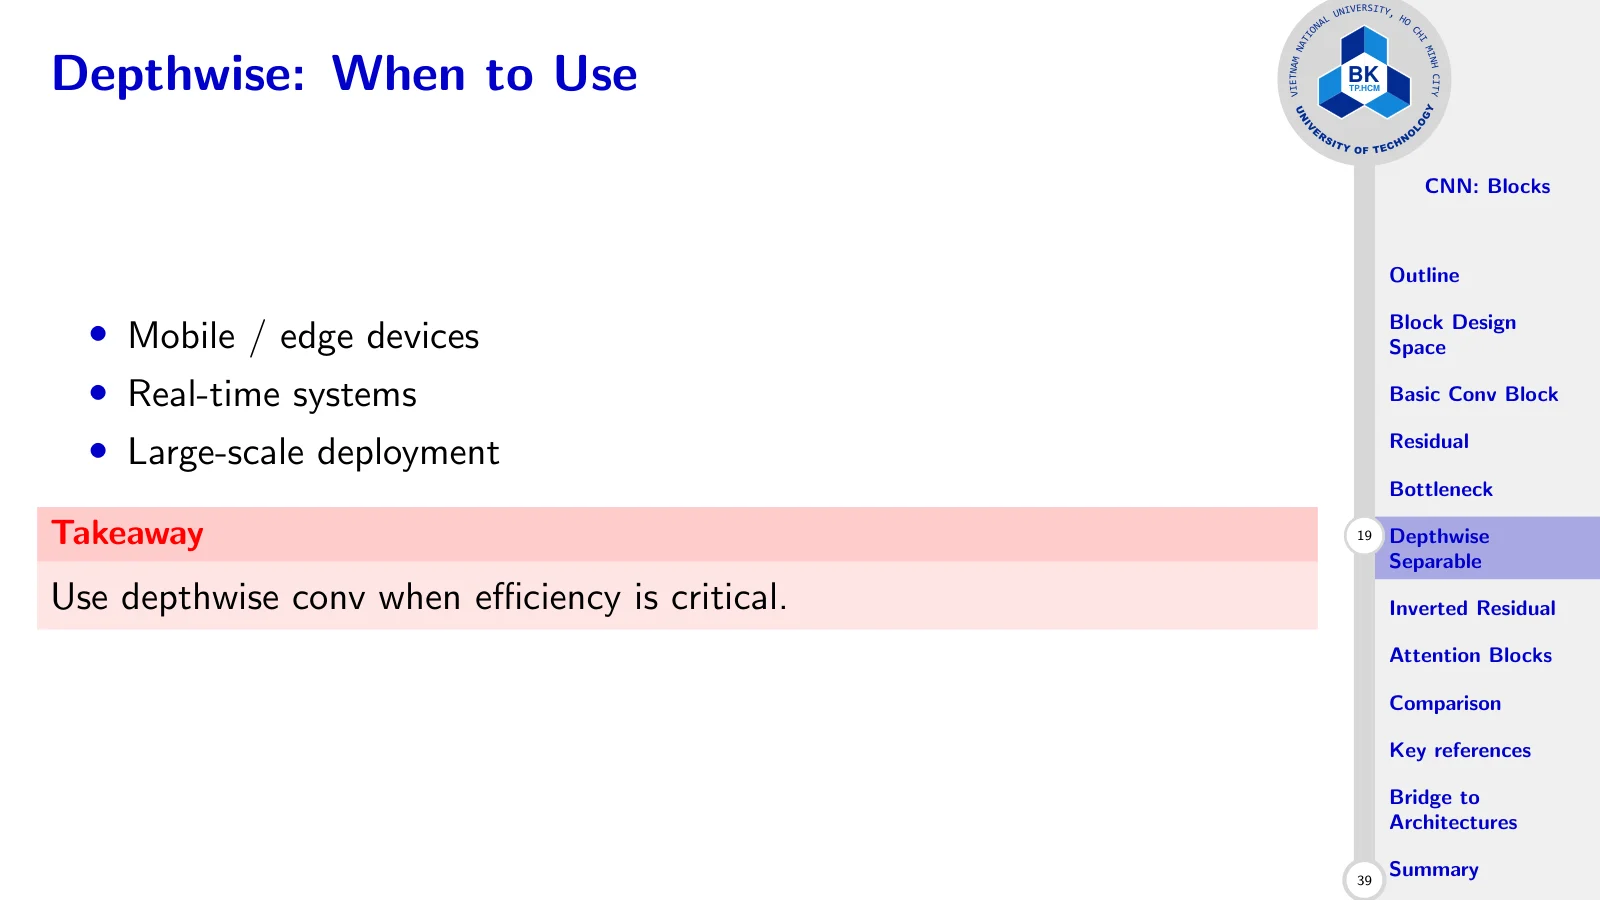 Depthwise: When to Use
• Mobile / edge devices
• Real-time systems
• Large-scale deployment
Takeaway
Use depthwise conv when efficiency is critical.
VIETNAM NATIONAL UNIVERSITY, HO CHI MINH CITY
BK
TP.HCM
UNIVERSITY OF TECHNOLOGY
CNN: Blocks
Outline
Block Design
Space
Basic Conv Block
Residual
Bottleneck
19
Depthwise
Separable
Inverted Residual
Attention Blocks
Comparison
Key references
Bridge to
Architectures
Summary
39